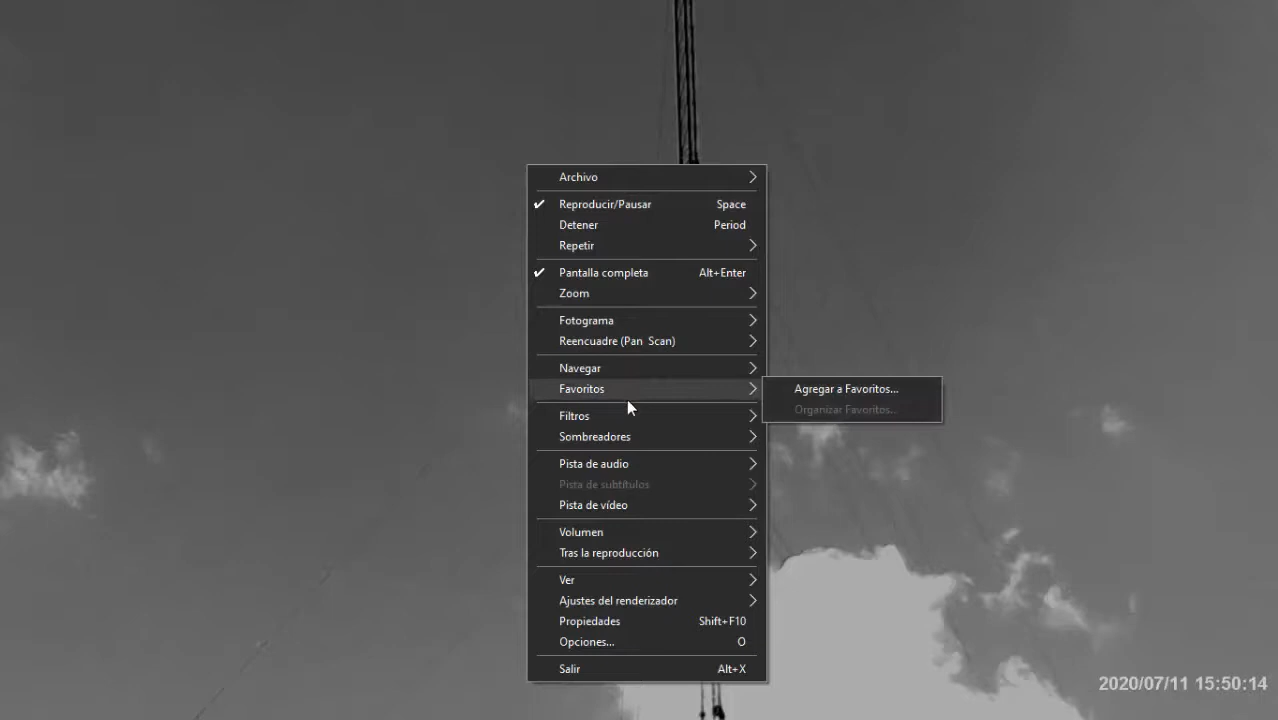 Archivo
Reproducir/Pausar Space
Detener Period
Repetir
Pantalla completa Alt+Enter
Zoom
Fotograma
Reencuadre (Pan Scan)
Navegar
Favoritos
Agregar a Favoritos...
Organizar Favoritos...
Filtros
Sombreadores
Pista de audio
Pista de subtítulos
Pista de vídeo
Volumen
Tras la reproducción
Ver
Ajustes del renderizador
Propiedades Shift+F10
Opciones... O
Salir Alt+X
2020/07/11 15:50:14